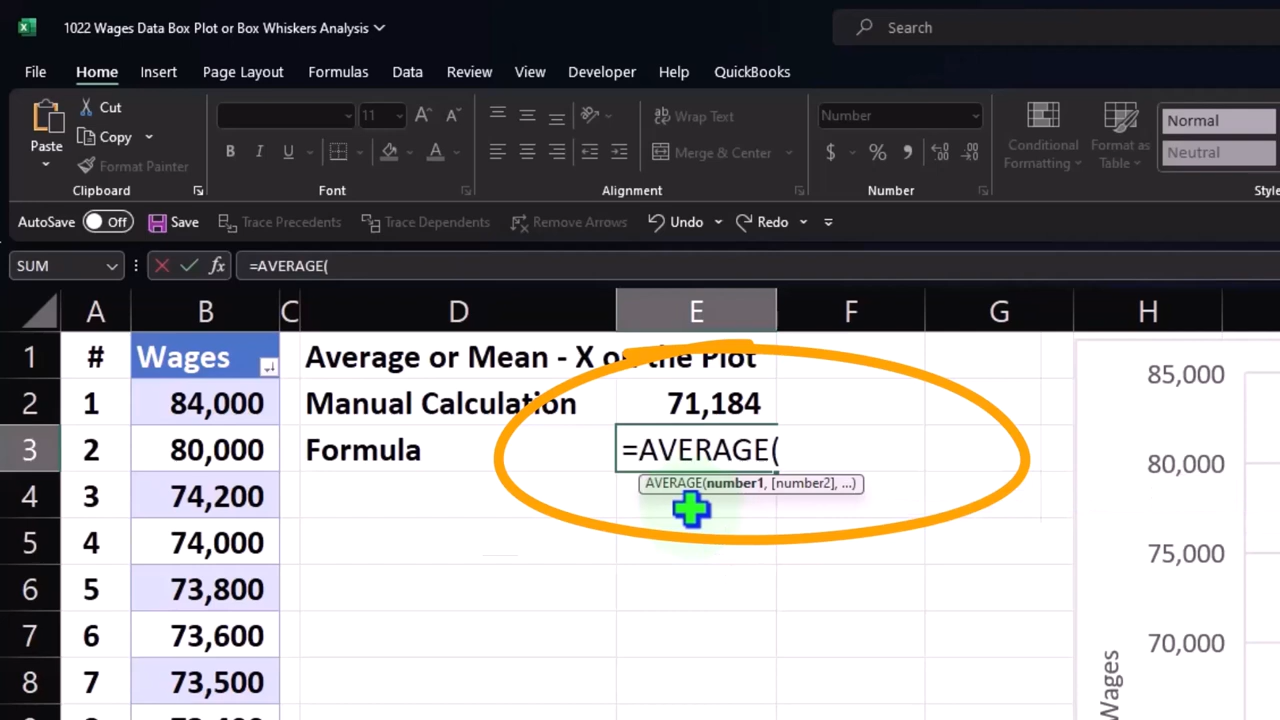 1022 Wages Data Box Plot or Box Whiskers Analysis
Search
File Home Insert Page Layout Formulas Data Review View Developer Help QuickBooks
Paste
Cut
Copy
Format Painter
Clipboard
11
B I U
Font
Wrap Text
Merge & Center
Alignment
Number
$ % ,
Number
Conditional Formatting
Format as Table
Normal
Neutral
AutoSave Off Save Trace Precedents Trace Dependents Remove Arrows Undo Redo
SUM fx =AVERAGE(
A B C D E F G H
1 # Wages Average or Mean - X on the Plot
2 1 84,000 Manual Calculation 71,184
3 2 80,000 Formula =AVERAGE(
AVERAGE(number1, [number2], ...)
4 3 74,200
5 4 74,000
6 5 73,800
7 6 73,600
8 7 73,500
85,000
80,000
75,000
70,000
Wages